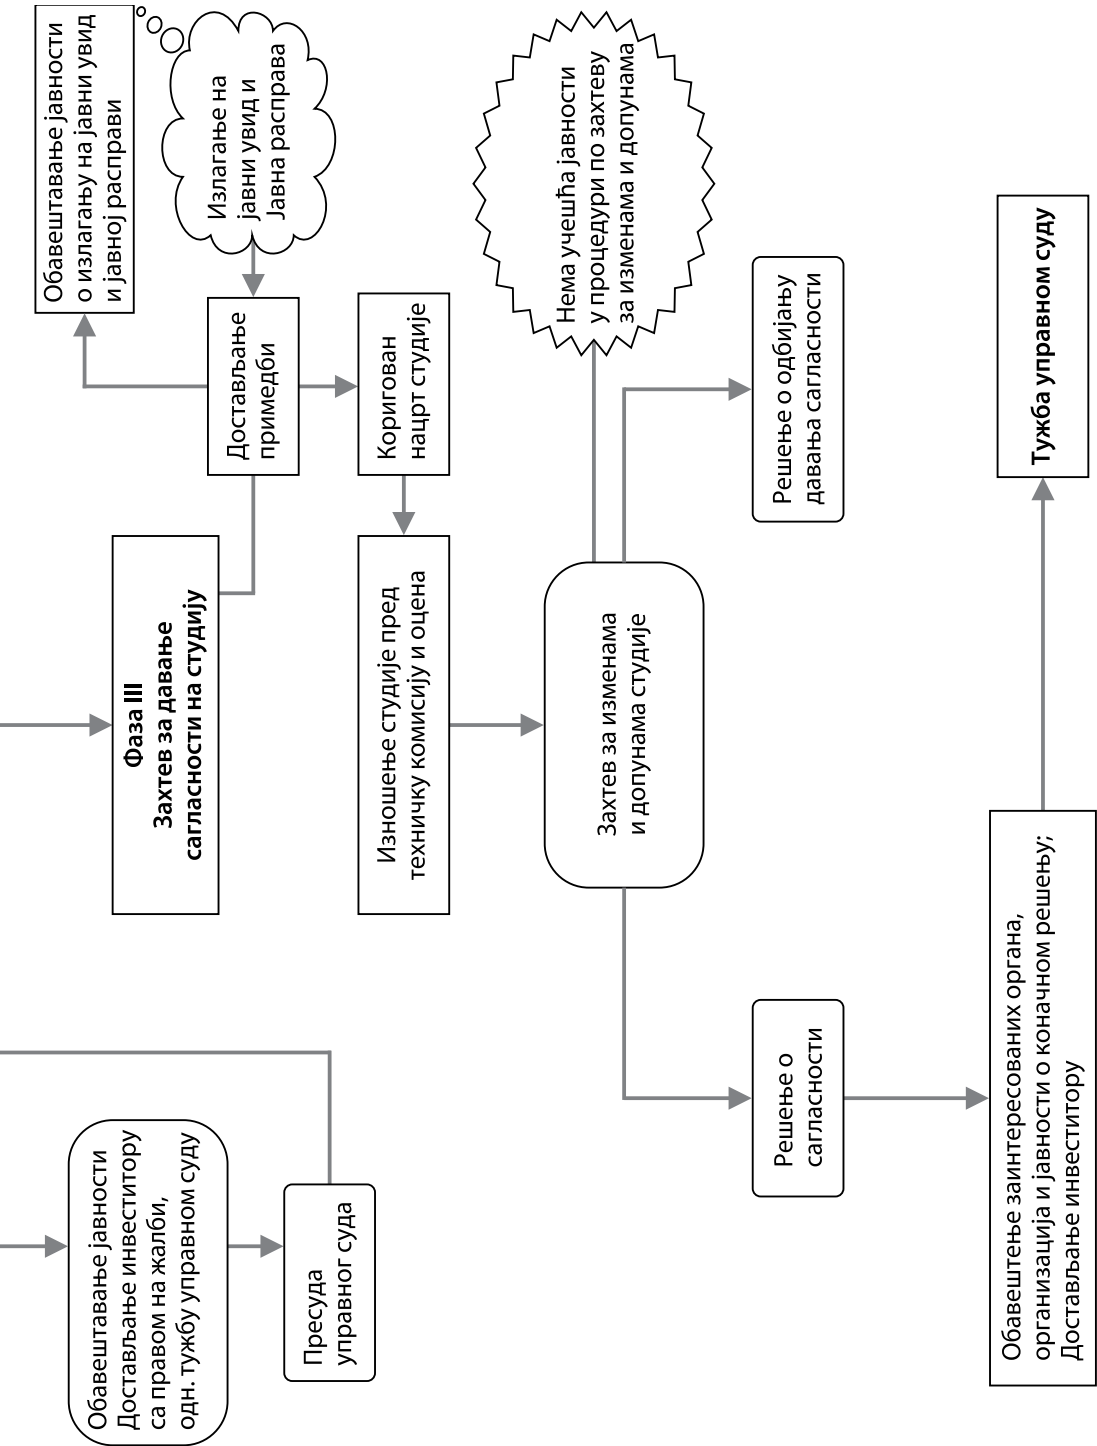 Обавештавање јавности
о излагању на јавни увид
и јавној расправи
Излагање на
јавни увид и
Јавна расправа
Достављање
примедби
Коригован
нацрт студије
Нема учешћа јавности
у процедури по захтеву
за изменама и допунама
Решење о одбијању
давања сагласности
Тужба управном суду
Фаза III
Захтев за давање
сагласности на студију
Изношење студије пред
техничку комисију и оцена
Захтев за изменама
и допунама студије
Обавештавање јавности
Достављање инвеститору
са правом на жалби,
одн. тужбу управном суду
Пресуда
управног суда
Решење о
сагласности
Обавештење заинтересованих органа,
организација и јавности о коначном решењу;
Достављање инвеститору